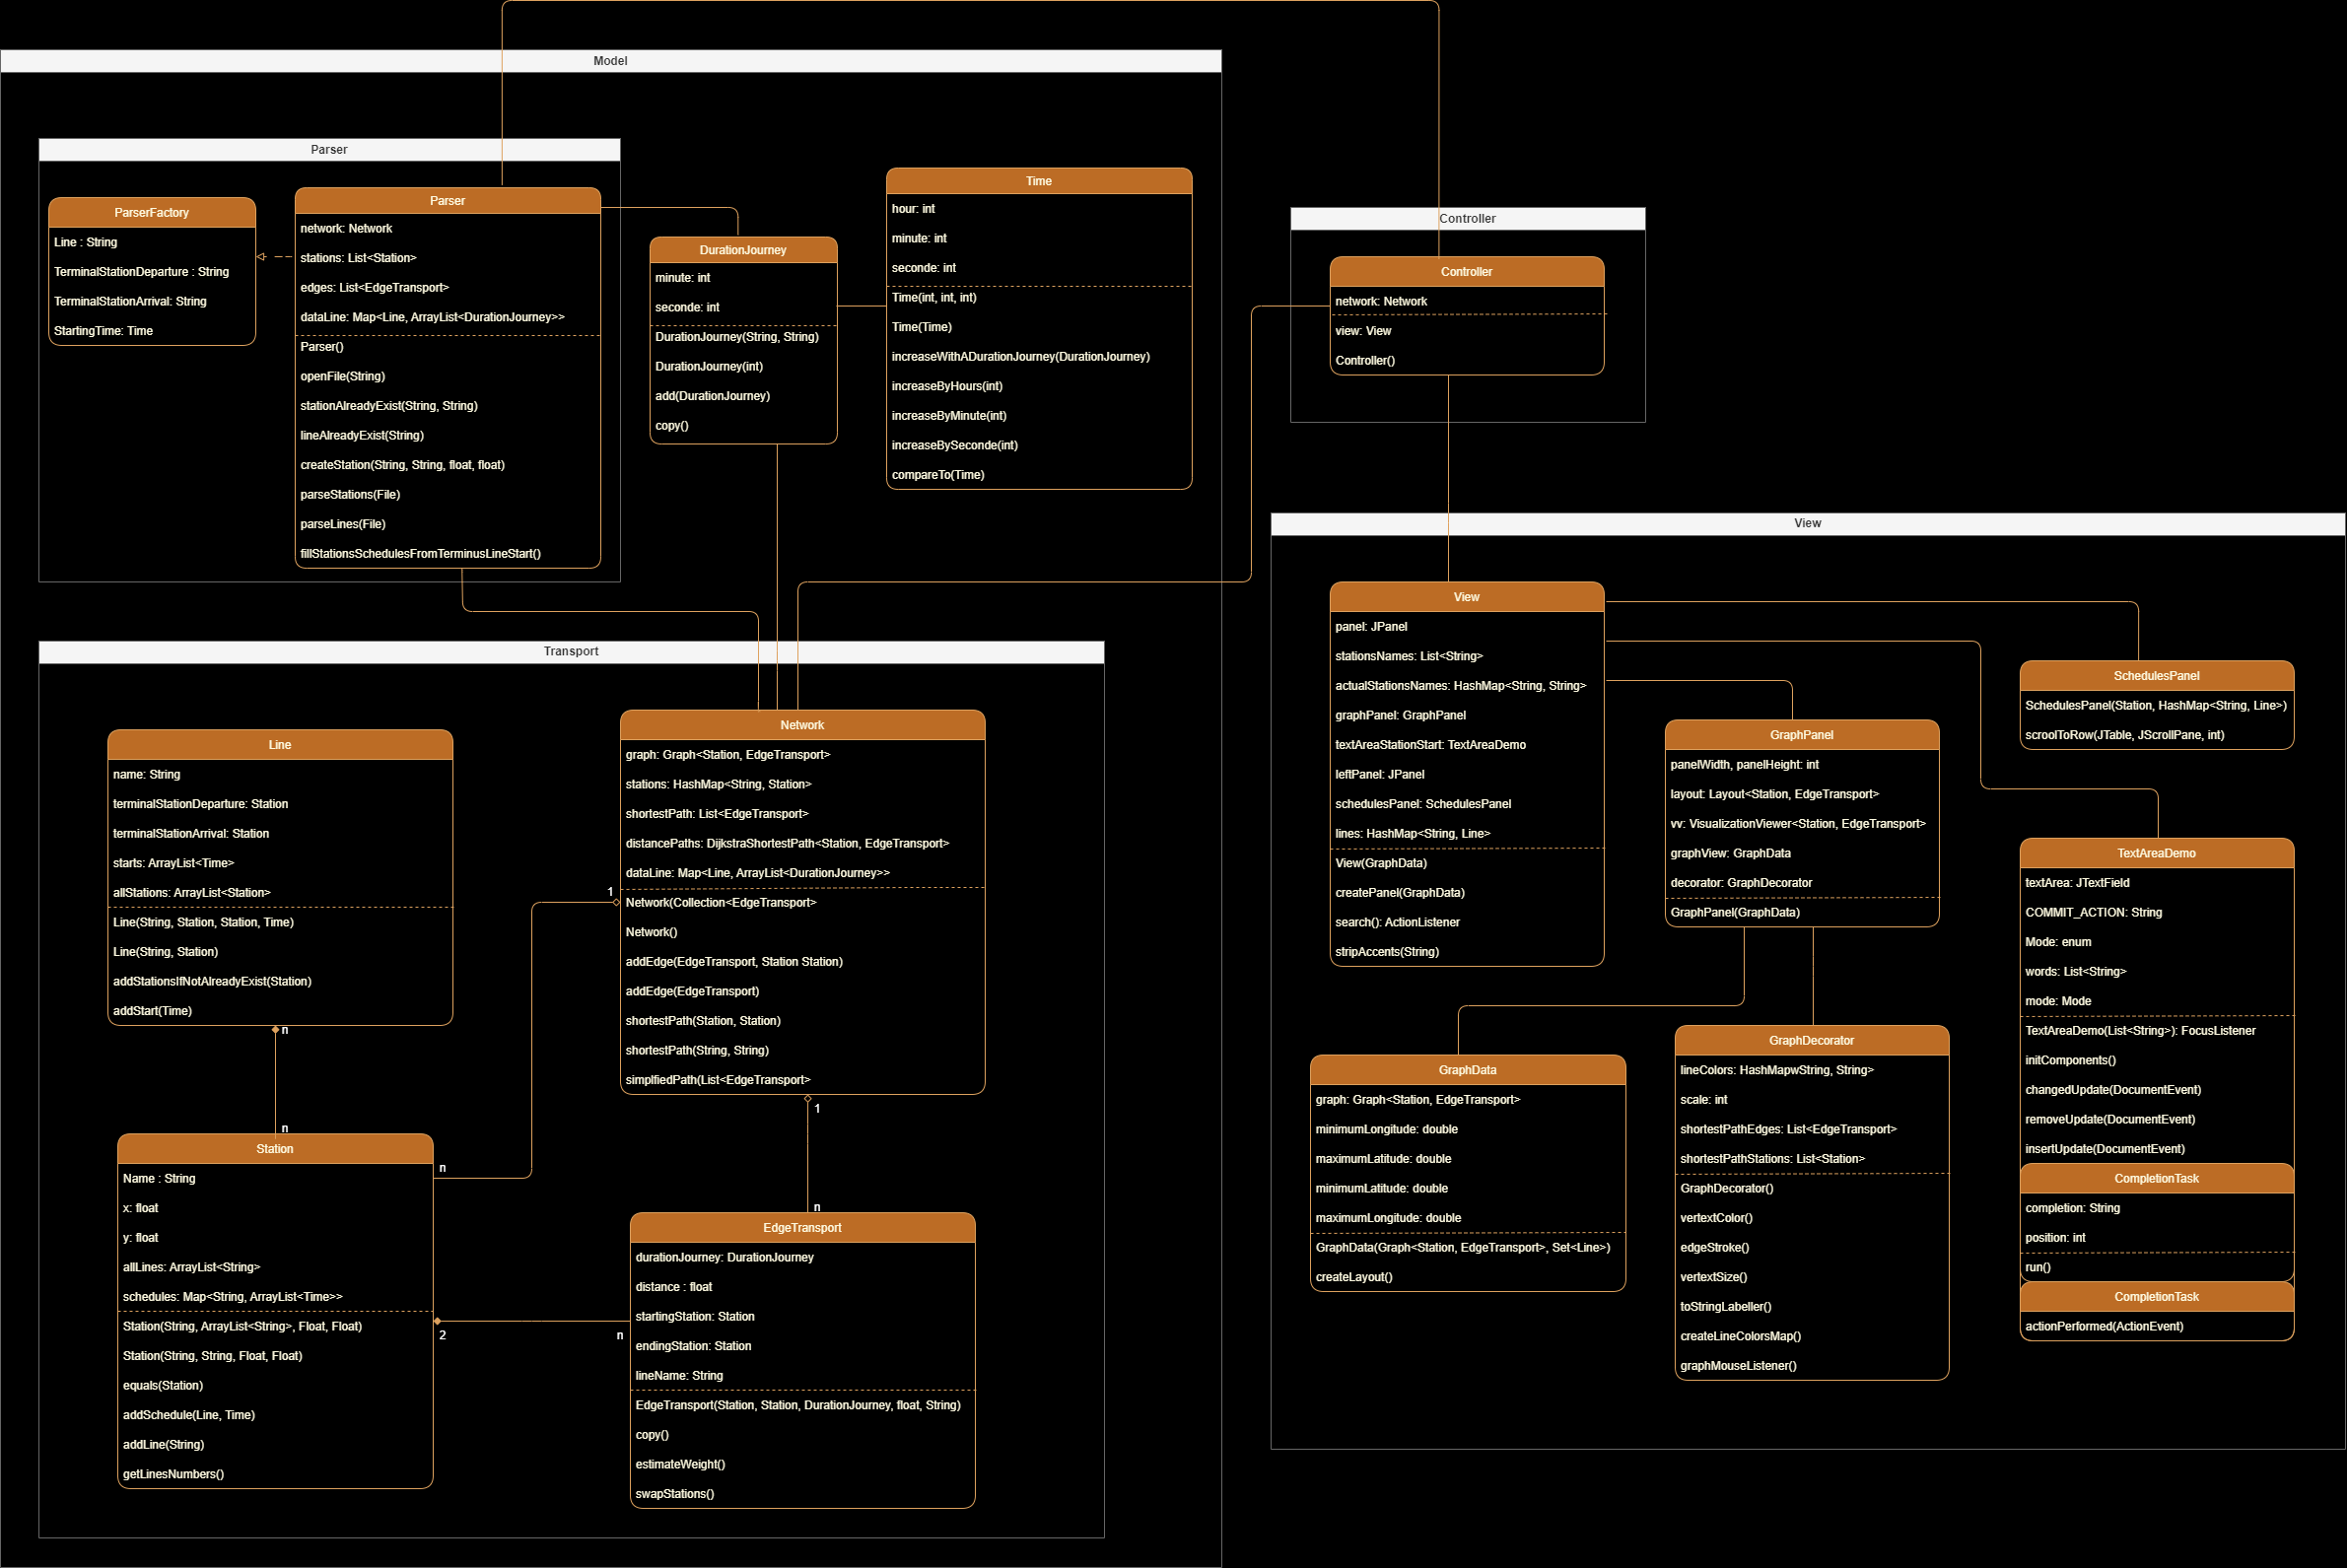 Model
Parser
ParserFactory
Line : String
TerminalStationDeparture : String
TerminalStationArrival: String
StartingTime: Time
Parser
network: Network
stations: List<Station>
edges: List<EdgeTransport>
dataLine: Map<Line, ArrayList<DurationJourney>>
Parser()
openFile(String)
stationAlreadyExist(String, String)
lineAlreadyExist(String)
createStation(String, String, float, float)
parseStations(File)
parseLines(File)
fillStationsSchedulesFromTerminusLineStart()
DurationJourney
minute: int
seconde: int
DurationJourney(String, String)
DurationJourney(int)
add(DurationJourney)
copy()
Time
hour: int
minute: int
seconde: int
Time(int, int, int)
Time(Time)
increaseWithADurationJourney(DurationJourney)
increaseByHours(int)
increaseByMinute(int)
increaseBySeconde(int)
compareTo(Time)
Controller
Controller
network: Network
view: View
Controller()
Transport
Line
name: String
terminalStationDeparture: Station
terminalStationArrival: Station
starts: ArrayList<Time>
allStations: ArrayList<Station>
Line(String, Station, Station, Time)
Line(String, Station)
addStationsIfNotAlreadyExist(Station)
addStart(Time)
n
n
Network
graph: Graph<Station, EdgeTransport>
stations: HashMap<String, Station>
shortestPath: List<EdgeTransport>
distancePaths: DijkstraShortestPath<Station, EdgeTransport>
dataLine: Map<Line, ArrayList<DurationJourney>>
1
Network(Collection<EdgeTransport>
Network()
addEdge(EdgeTransport, Station Station)
addEdge(EdgeTransport)
shortestPath(Station, Station)
shortestPath(String, String)
simplfiedPath(List<EdgeTransport>
1
n
n
Station
Name : String
x: float
y: float
allLines: ArrayList<String>
schedules: Map<String, ArrayList<Time>>
Station(String, ArrayList<String>, Float, Float)
Station(String, String, Float, Float)
equals(Station)
addSchedule(Line, Time)
addLine(String)
getLinesNumbers()
2
n
EdgeTransport
durationJourney: DurationJourney
distance : float
startingStation: Station
endingStation: Station
lineName: String
EdgeTransport(Station, Station, DurationJourney, float, String)
copy()
estimateWeight()
swapStations()
View
View
panel: JPanel
stationsNames: List<String>
actualStationsNames: HashMap<String, String>
graphPanel: GraphPanel
textAreaStationStart: TextAreaDemo
leftPanel: JPanel
schedulesPanel: SchedulesPanel
lines: HashMap<String, Line>
View(GraphData)
createPanel(GraphData)
search(): ActionListener
stripAccents(String)
GraphPanel
panelWidth, panelHeight: int
layout: Layout<Station, EdgeTransport>
vv: VisualizationViewer<Station, EdgeTransport>
graphView: GraphData
decorator: GraphDecorator
GraphPanel(GraphData)
SchedulesPanel
SchedulesPanel(Station, HashMap<String, Line>)
scroolToRow(JTable, JScrollPane, int)
GraphData
graph: Graph<Station, EdgeTransport>
minimumLongitude: double
maximumLatitude: double
minimumLatitude: double
maximumLongitude: double
GraphData(Graph<Station, EdgeTransport>, Set<Line>)
createLayout()
GraphDecorator
lineColors: HashMapwString, String>
scale: int
shortestPathEdges: List<EdgeTransport>
shortestPathStations: List<Station>
GraphDecorator()
vertextColor()
edgeStroke()
vertextSize()
toStringLabeller()
createLineColorsMap()
graphMouseListener()
TextAreaDemo
textArea: JTextField
COMMIT_ACTION: String
Mode: enum
words: List<String>
mode: Mode
TextAreaDemo(List<String>): FocusListener
initComponents()
changedUpdate(DocumentEvent)
removeUpdate(DocumentEvent)
insertUpdate(DocumentEvent)
CompletionTask
completion: String
position: int
run()
CompletionTask
actionPerformed(ActionEvent)